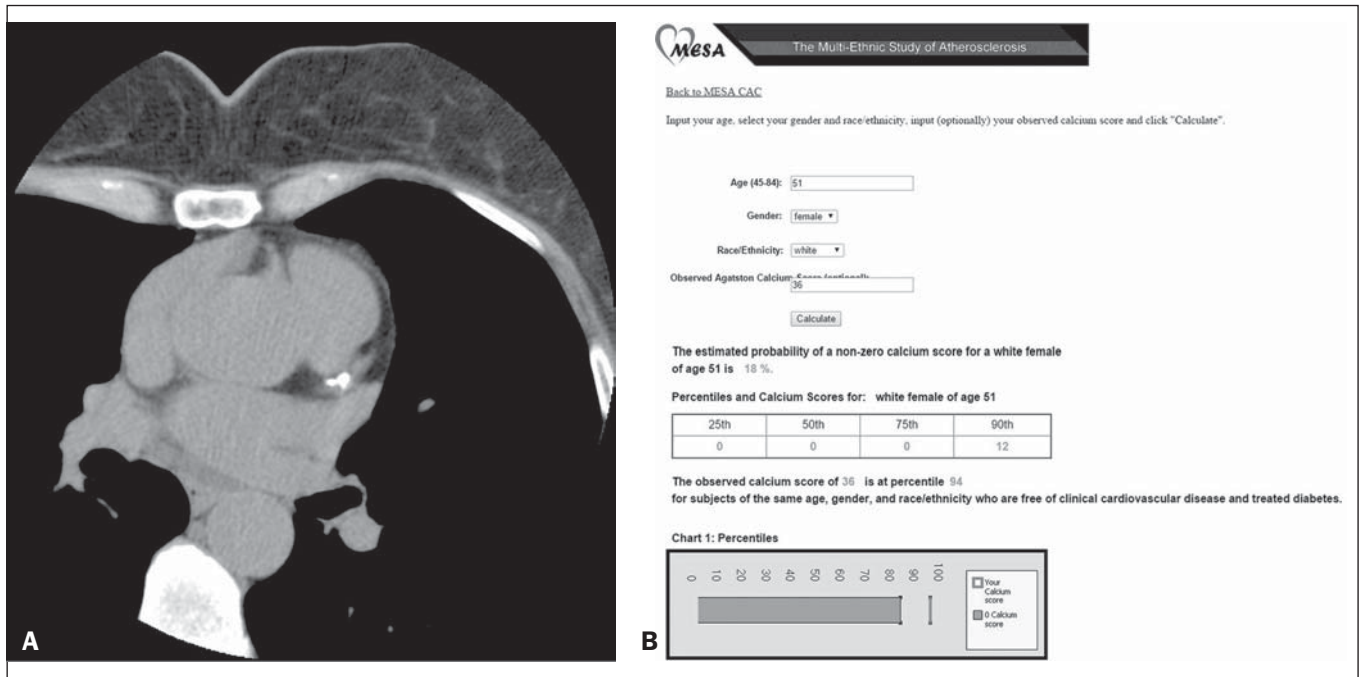 A
MESA
The Multi-Ethnic Study of Atherosclerosis
Back to MESA CAC
Input your age, select your gender and race/ethnicity, input (optionally) your observed calcium score and click "Calculate".
Age (45-84): 51
Gender: female
Race/Ethnicity: white
Observed Agatston Calcium Score (optional):
36
Calculate
The estimated probability of a non-zero calcium score for a white female
of age 51 is 18 %.
Percentiles and Calcium Scores for: white female of age 51
25th 50th 75th 90th
0 0 0 12
The observed calcium score of 36 is at percentile 94
for subjects of the same age, gender, and race/ethnicity who are free of clinical cardiovascular disease and treated diabetes.
Chart 1: Percentiles
0 10 20 30 40 50 60 70 80 90 100
Your
Calcium
score
0 Calcium
score
B